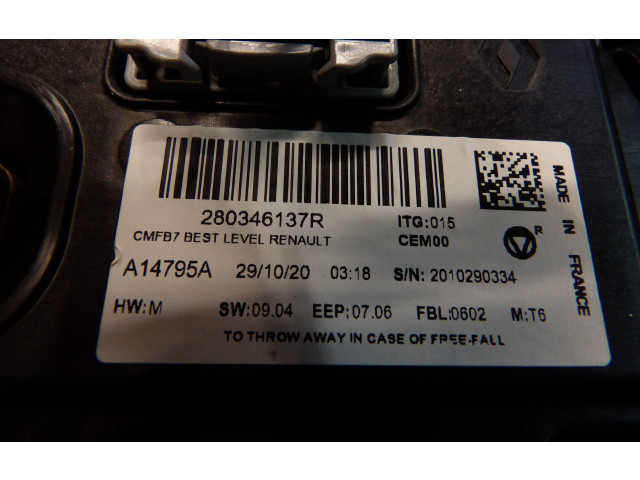 280346137R
ITG:015
CMFB7 BEST LEVEL RENAULT
CEM00
R
A14795A 29/10/20 03:18 S/N: 2010290334
HW:M SW:09.04 EEP:07.06 FBL:0602 M:T6
TO THROW AWAY IN CASE OF FREE-FALL
MADE IN FRANCE